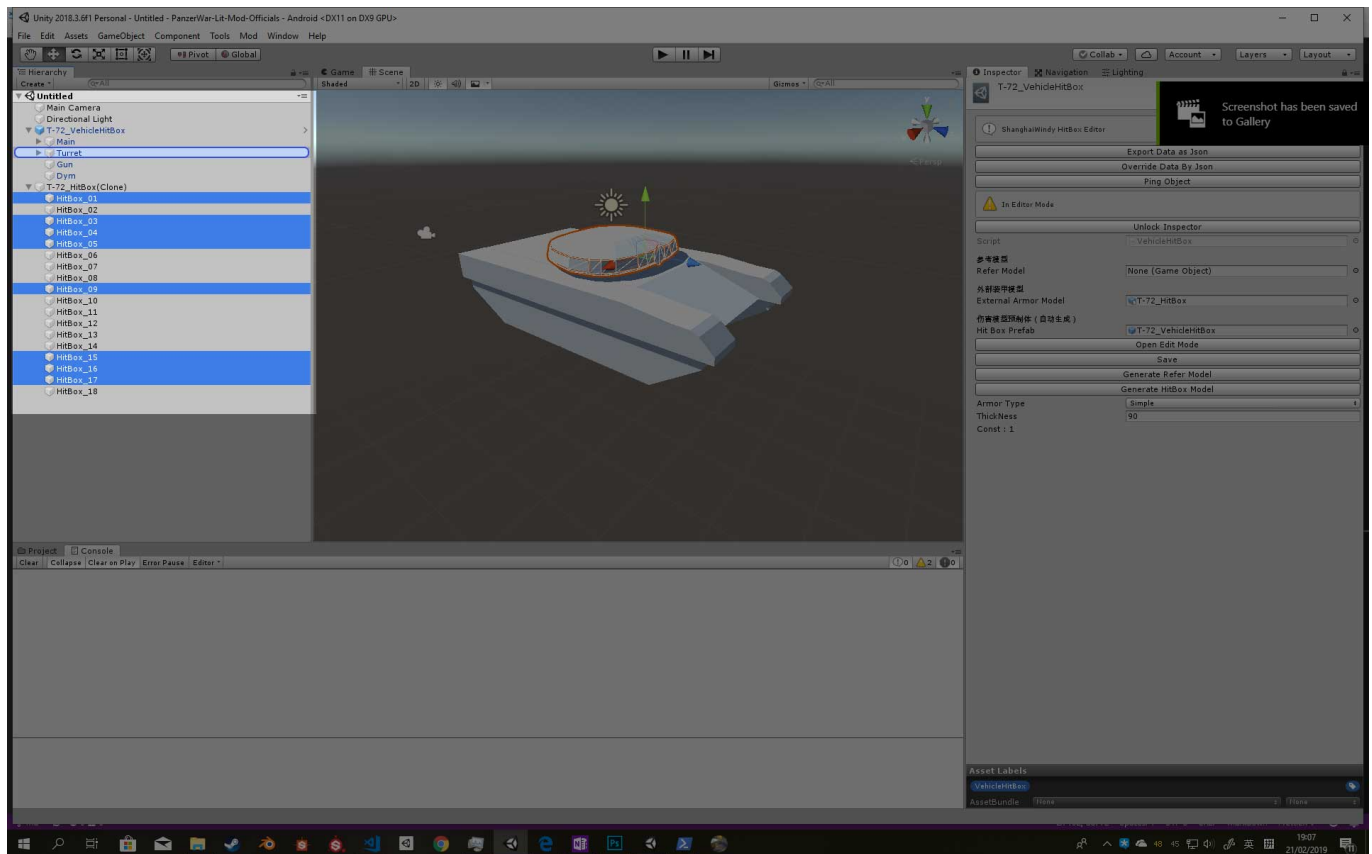 Unity 2018.3.6f1 Personal - Untitled - PanzerWar-Lit-Mod-Officials - Android <DX11 on DX9 GPU>
File Edit Assets GameObject Component Tools Mod Window Help
Pivot Global Collab Account Layers Layout
Hierarchy
Create All
Untitled
Main Camera
Directional Light
T-72_VehicleHitBox
Main
Turret
Gun
Dym
T-72_HitBox(Clone)
HitBox_01
HitBox_02
HitBox_03
HitBox_04
HitBox_05
HitBox_06
HitBox_07
HitBox_08
HitBox_09
HitBox_10
HitBox_11
HitBox_12
HitBox_13
HitBox_14
HitBox_15
HitBox_16
HitBox_17
HitBox_18
Game Scene
Shaded 2D Gizmos All
y
Persp
Inspector Navigation Lighting
T-72_VehicleHitBox
Screenshot has been saved
to Gallery
ShanghaiWindy HitBox Editor
Export Data as Json
Override Data By Json
Ping Object
In Editor Mode
Unlock Inspector
Script VehicleHitBox
参考模型
Refer Model None (Game Object)
外部装甲模型
External Armor Model T-72_HitBox
伤害模型预制体（自动生成）
Hit Box Prefab T-72_VehicleHitBox
Open Edit Mode
Save
Generate Refer Model
Generate HitBox Model
Armor Type Simple
ThickNess 90
Const : 1
Project Console
Clear Collapse Clear on Play Error Pause Editor 0 2 0
Asset Labels
VehicleHitBox
AssetBundle None None
48 45 英 19:07
21/02/2019